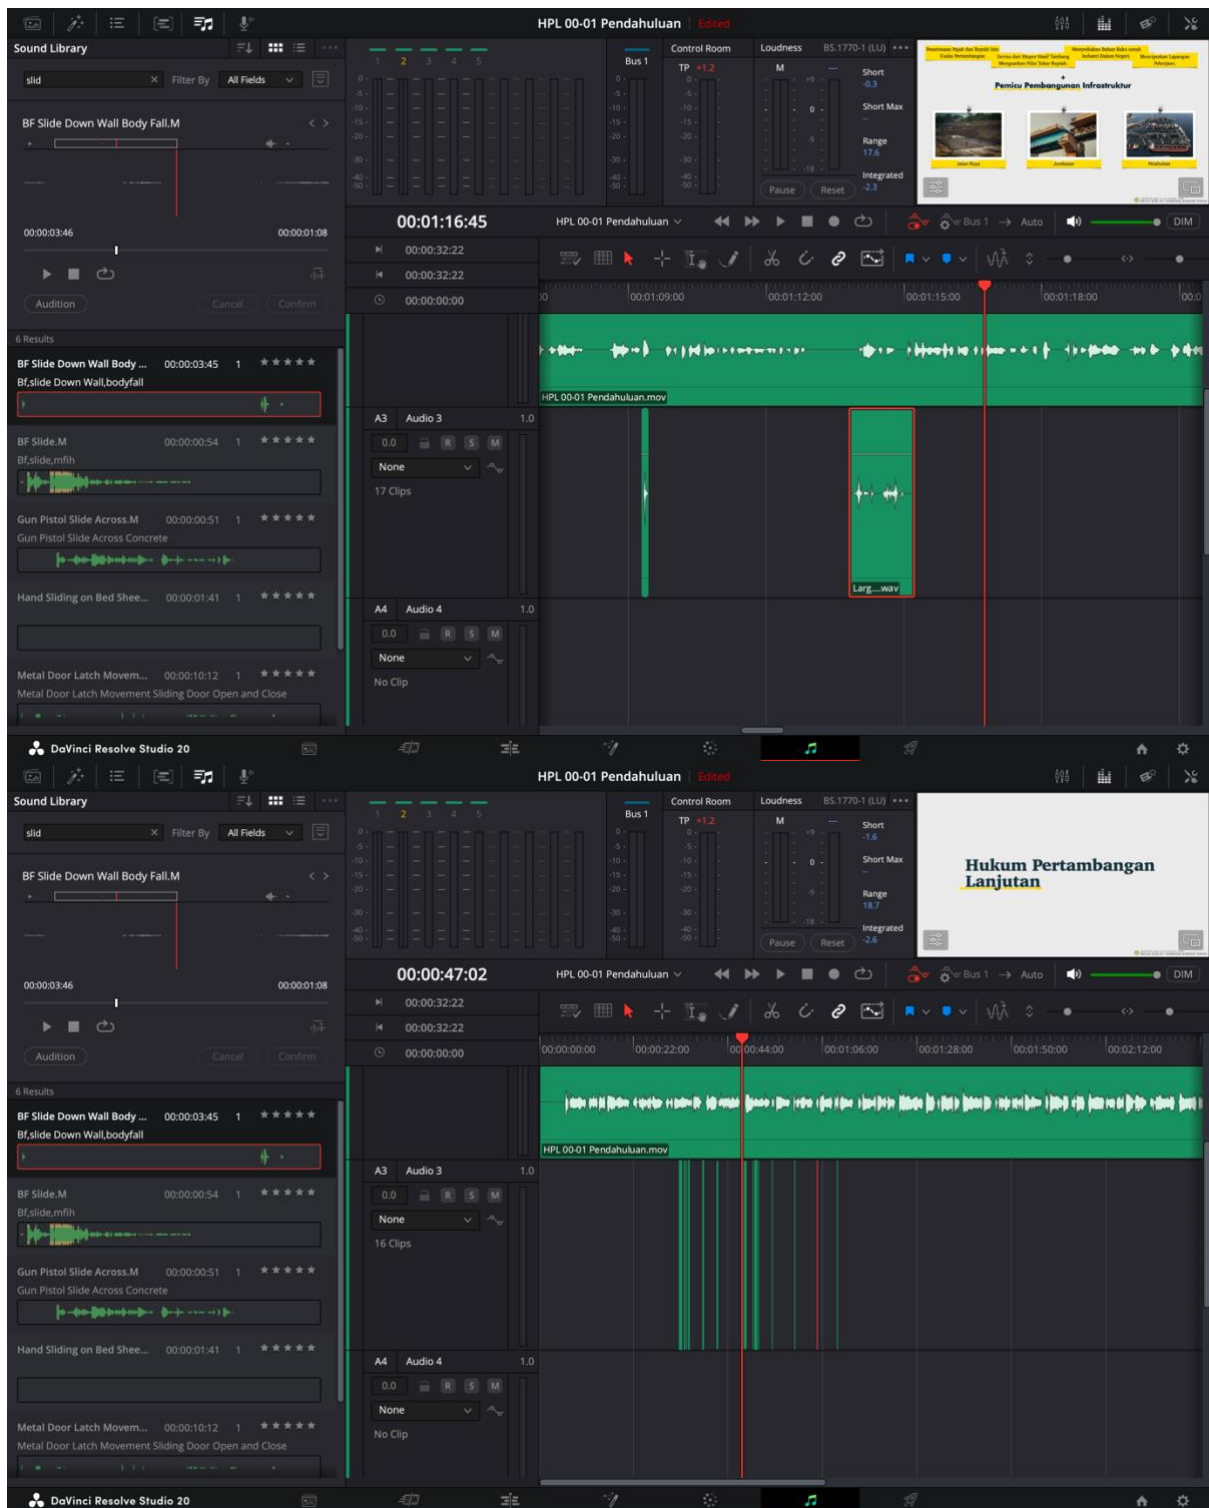 HPL 00-01 Pendahuluan | Edited
Sound Library
slid
Filter By All Fields
BF Slide Down Wall Body Fall.M
00:00:03:46 00:00:01:08
Audition Cancel Confirm
6 Results
BF Slide Down Wall Body ... 00:00:03:45 1
Bf,slide Down Wall,bodyfall
BF Slide.M 00:00:00:54 1
Bf,slide,mfih
Gun Pistol Slide Across.M 00:00:00:51 1
Gun Pistol Slide Across Concrete
Hand Sliding on Bed Shee... 00:00:01:41 1
Metal Door Latch Movem... 00:00:10:12 1
Metal Door Latch Movement Sliding Door Open and Close
1 2 3 4 5
Bus 1
Control Room
TP +1.2
Loudness BS.1770-1 (LU)
M
Short
-0.3
Short Max
--
Range
17.6
Integrated
-2.3
Pause Reset
Pemicu Pembangunan Infrastruktur
Jalan Raya Jembatan Pelabuhan
00:01:16:45
HPL 00-01 Pendahuluan
Bus 1 → Auto
DIM
00:00:32:22
00:00:32:22
00:00:00:00
00:01:09:00 00:01:12:00 00:01:15:00 00:01:18:00
HPL 00-01 Pendahuluan.mov
A3 Audio 3 1.0
0.0 R S M
None
17 Clips
Larg....wav
A4 Audio 4 1.0
0.0 R S M
None
No Clip
DaVinci Resolve Studio 20
HPL 00-01 Pendahuluan | Edited
Sound Library
slid
Filter By All Fields
BF Slide Down Wall Body Fall.M
00:00:03:46 00:00:01:08
Audition Cancel Confirm
6 Results
BF Slide Down Wall Body ... 00:00:03:45 1
Bf,slide Down Wall,bodyfall
BF Slide.M 00:00:00:54 1
Bf,slide,mfih
Gun Pistol Slide Across.M 00:00:00:51 1
Gun Pistol Slide Across Concrete
Hand Sliding on Bed Shee... 00:00:01:41 1
Metal Door Latch Movem... 00:00:10:12 1
Metal Door Latch Movement Sliding Door Open and Close
1 2 3 4 5
Bus 1
Control Room
TP +1.2
Loudness BS.1770-1 (LU)
M
Short
-1.6
Short Max
--
Range
18.7
Integrated
-2.6
Pause Reset
Hukum Pertambangan
Lanjutan
00:00:47:02
HPL 00-01 Pendahuluan
Bus 1 → Auto
DIM
00:00:32:22
00:00:32:22
00:00:00:00
00:00:00:00 00:00:22:00 00:00:44:00 00:01:06:00 00:01:28:00 00:01:50:00 00:02:12:00
HPL 00-01 Pendahuluan.mov
A3 Audio 3 1.0
0.0 R S M
None
16 Clips
A4 Audio 4 1.0
0.0 R S M
None
No Clip
DaVinci Resolve Studio 20